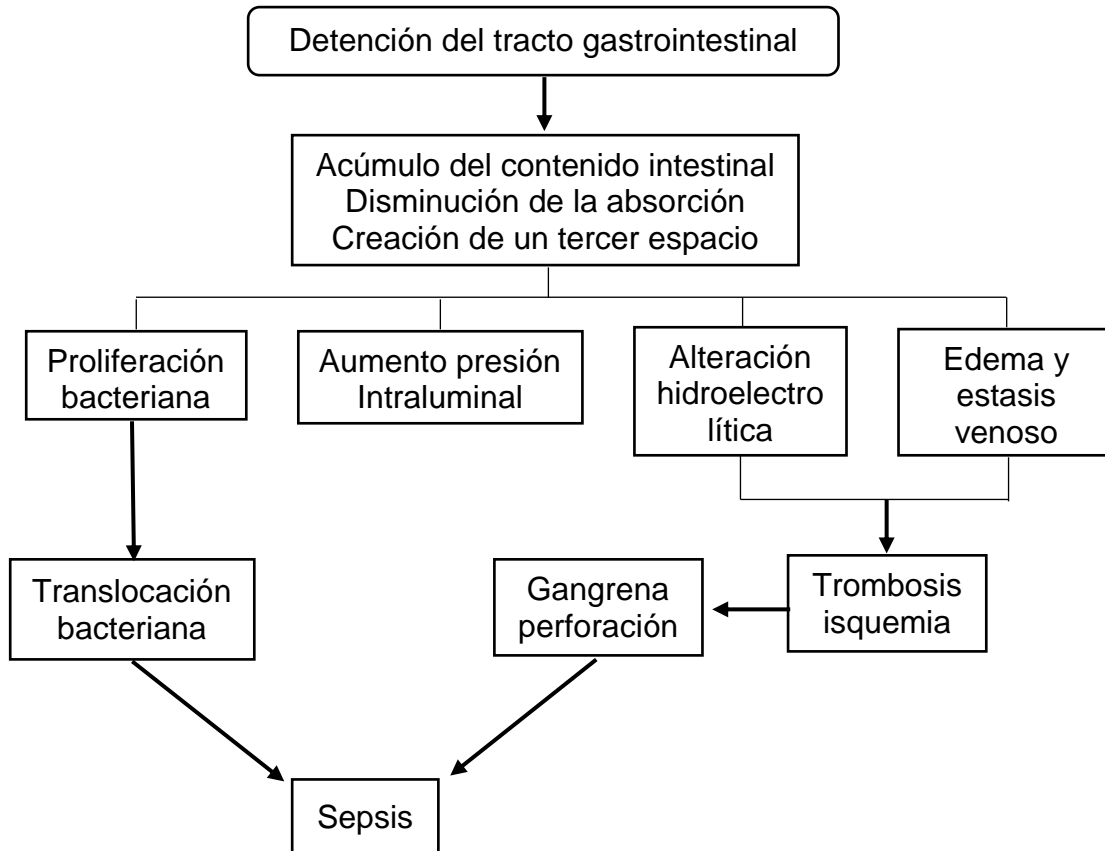 Detención del tracto gastrointestinal
Acúmulo del contenido intestinal
Disminución de la absorción
Creación de un tercer espacio
Proliferación
bacteriana
Aumento presión
Intraluminal
Alteración
hidroelectro
lítica
Edema y
estasis
venoso
Translocación
bacteriana
Gangrena
perforación
Trombosis
isquemia
Sepsis